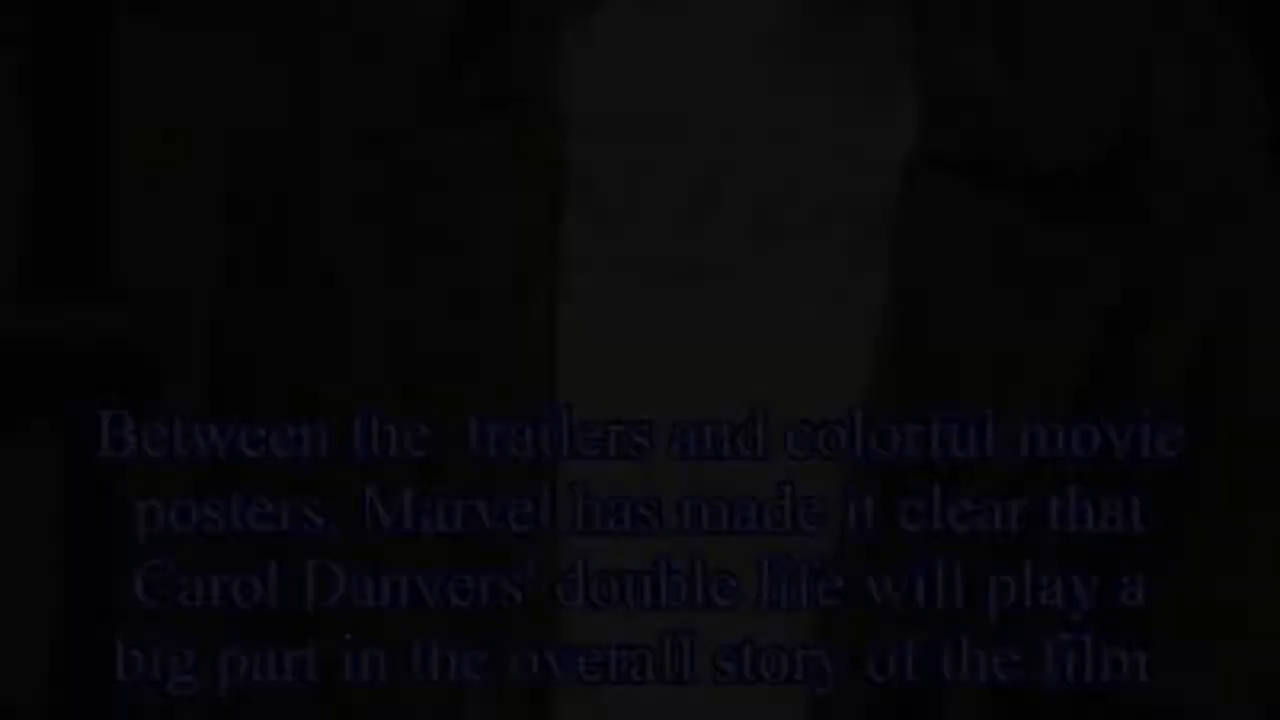 Between the trailers and colorful movie
posters, Marvel has made it clear that
Carol Danvers' double life will play a
big part in the overall story of the film